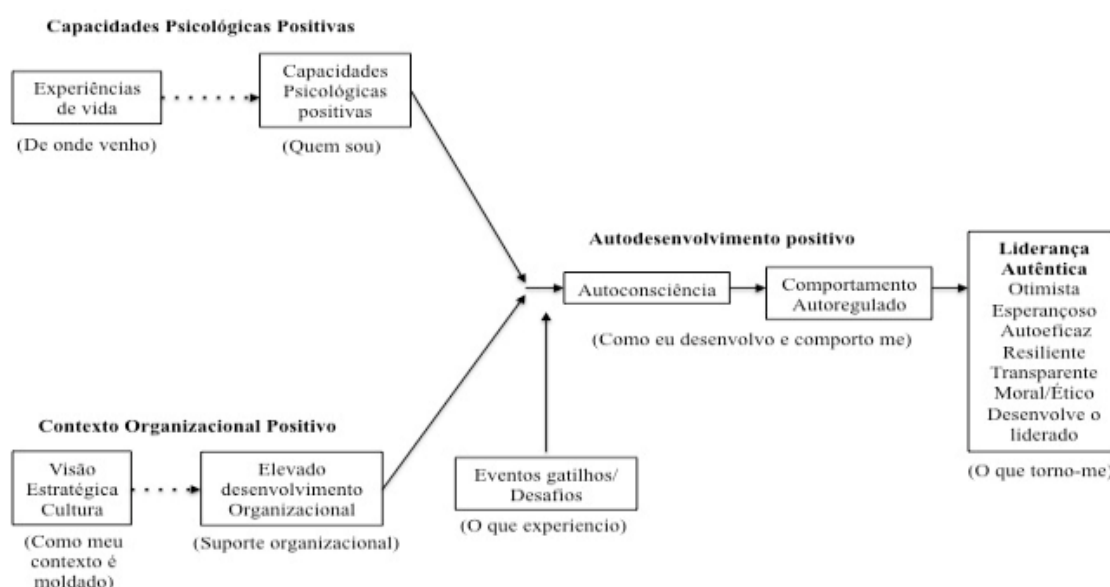 Capacidades Psicológicas Positivas
Experiências
de vida
(De onde venho)
Capacidades
Psicológicas
positivas
(Quem sou)
Autodesenvolvimento positivo
Autoconsciência
Comportamento
Autoregulado
(Como eu desenvolvo e comporto me)
Liderança
Autêntica
Otimista
Esperançoso
Autoeficaz
Resiliente
Transparente
Moral/Ético
Desenvolve o
liderado
(O que torno-me)
Contexto Organizacional Positivo
Visão
Estratégica
Cultura
(Como meu
contexto é
moldado)
Elevado
desenvolvimento
Organizacional
(Suporte organizacional)
Eventos gatilhos/
Desafios
(O que experiencio)